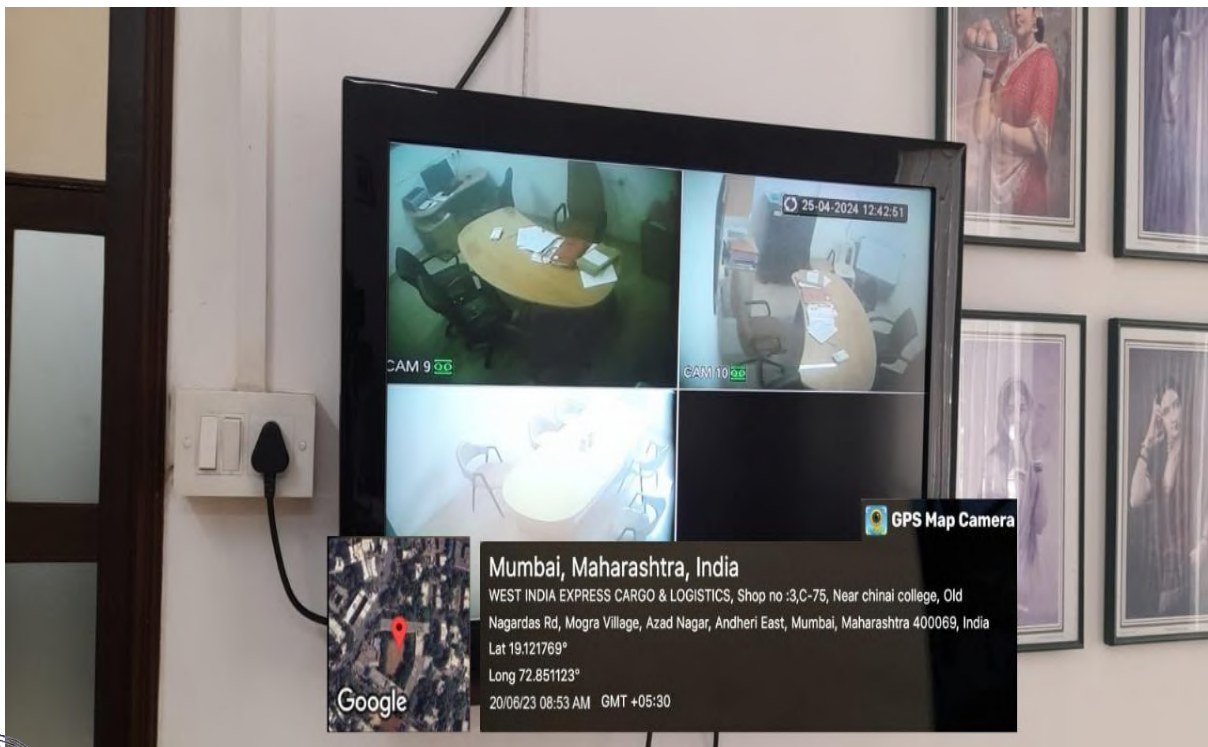 25-04-2024 12:42:51
CAM 9
CAM 10
GPS Map Camera
Mumbai, Maharashtra, India
WEST INDIA EXPRESS CARGO & LOGISTICS, Shop no :3,C-75, Near chinai college, Old
Nagardas Rd, Mogra Village, Azad Nagar, Andheri East, Mumbai, Maharashtra 400069, India
Lat 19.121769°
Long 72.851123°
20/06/23 08:53 AM GMT +05:30
Google